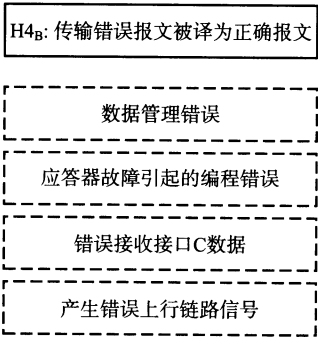 H4B: 传输错误报文被译为正确报文
数据管理错误
应答器故障引起的编程错误
错误接收接口C数据
产生错误上行链路信号